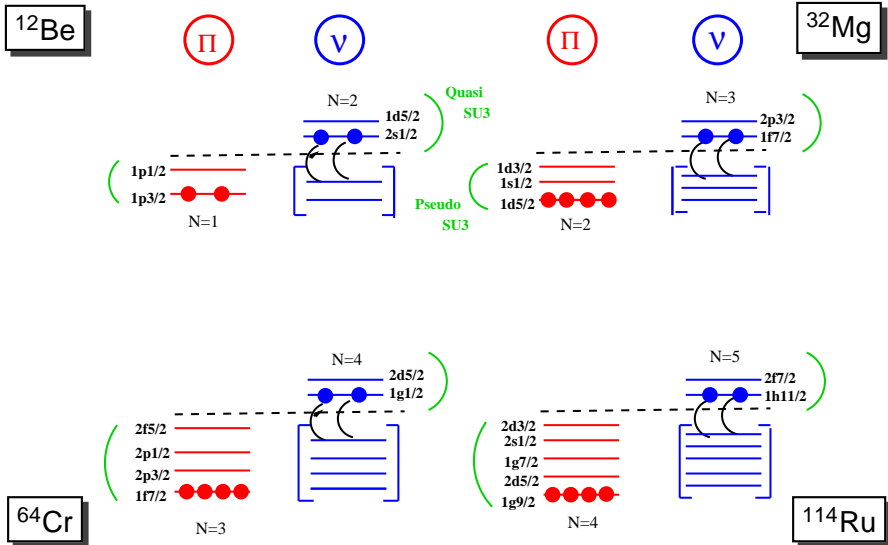 12Be
Π
ν
N=2
1d5/2
2s1/2
Quasi
SU3
1p1/2
1p3/2
N=1
Π
ν
32Mg
N=3
2p3/2
1f7/2
1d3/2
1s1/2
1d5/2
Pseudo
SU3
N=2
N=4
2d5/2
1g1/2
2f5/2
2p1/2
2p3/2
1f7/2
N=3
64Cr
N=5
2f7/2
1h11/2
2d3/2
2s1/2
1g7/2
2d5/2
1g9/2
N=4
114Ru